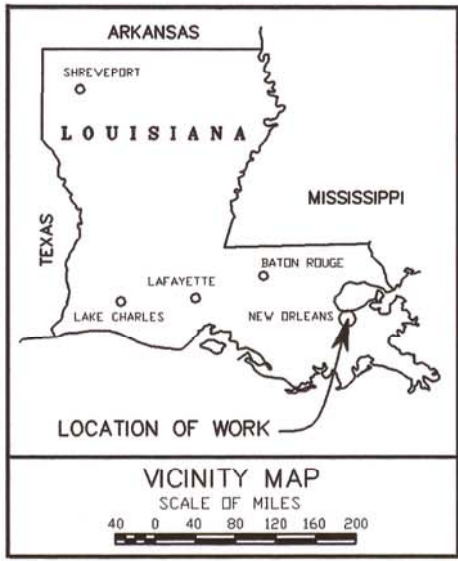 ARKANSAS
SHREVEPORT
LOUISIANA
MISSISSIPPI
TEXAS
BATON ROUGE
LAFAYETTE
LAKE CHARLES
NEW ORLEANS
LOCATION OF WORK
VICINITY MAP
SCALE OF MILES
40 0 40 80 120 160 200